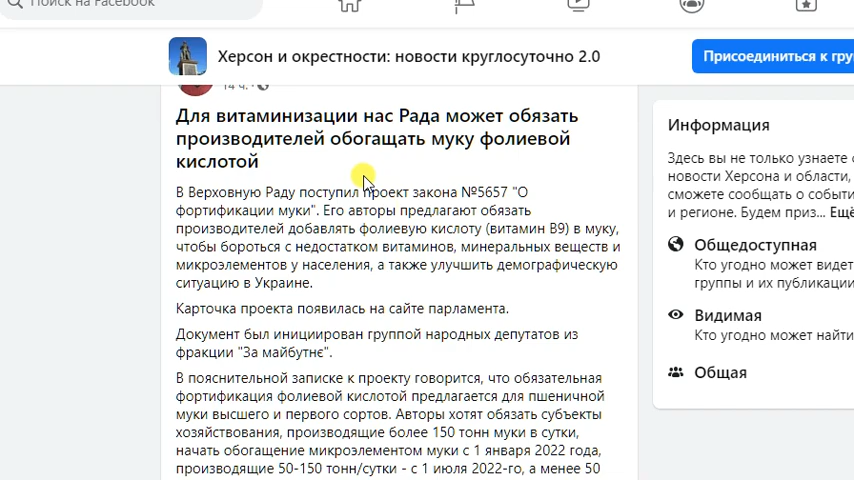 Поиск на Facebook
Херсон и окрестности: новости круглосуточно 2.0
Присоединиться к гру
14 ч. ·
Для витаминизации нас Рада может обязать
производителей обогащать муку фолиевой
кислотой
В Верховную Раду поступил проект закона №5657 "О
фортификации муки". Его авторы предлагают обязать
производителей добавлять фолиевую кислоту (витамин В9) в муку,
чтобы бороться с недостатком витаминов, минеральных веществ и
микроэлементов у населения, а также улучшить демографическую
ситуацию в Украине.
Карточка проекта появилась на сайте парламента.
Документ был инициирован группой народных депутатов из
фракции "За майбутнє".
В пояснительной записке к проекту говорится, что обязательная
фортификация фолиевой кислотой предлагается для пшеничной
муки высшего и первого сортов. Авторы хотят обязать субъекты
хозяйствования, производящие более 150 тонн муки в сутки,
начать обогащение микроэлементом муки с 1 января 2022 года,
производящие 50-150 тонн/сутки - с 1 июля 2022-го, а менее 50
Информация
Здесь вы не только узнаете о
новости Херсона и области,
сможете сообщать о событи
и регионе. Будем приз... Ещё
Общедоступная
Кто угодно может видет
группы и их публикации
Видимая
Кто угодно может найти
Общая